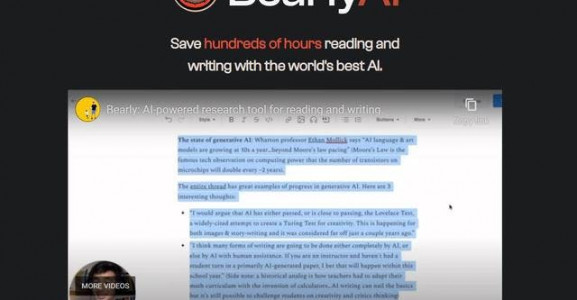 BearlyAI
Save hundreds of hours reading and
writing with the world's best AI.
Bearly: AI-powered research tool for reading and writing
Copy link
Buttons
More
The state of generative AI: Wharton professor Ethan Mollick says "AI language & art
models are growing at 10x a year...beyond Moore's law pacing" (Moore's Law is the
famous tech observation on computing power that the number of transistors on
microchips will double every ~2 years).
The entire thread has great examples of progress in generative AI. Here are 3
interesting thoughts:
"I would argue that AI has either passed, or is close to passing, the Lovelace Test,
a widely-cited attempt to create a Turing Test for creativity. This is happening for
both images & story-writing and it was considered far off just a couple years ago."
"I think many forms of writing are going to be done either completely by AI, or
else by AI with human assistance. If you are an instructor and haven't had a
student turn in a primarily AI-generated paper, I bet that will happen within this
school year." (Side note: a historical analog is how teachers had to adapt their
math curriculum with the invention of calculators. AI writing can nail the basics
but it's still possible to challenge students on creativity and critical thinking
MORE VIDEOS